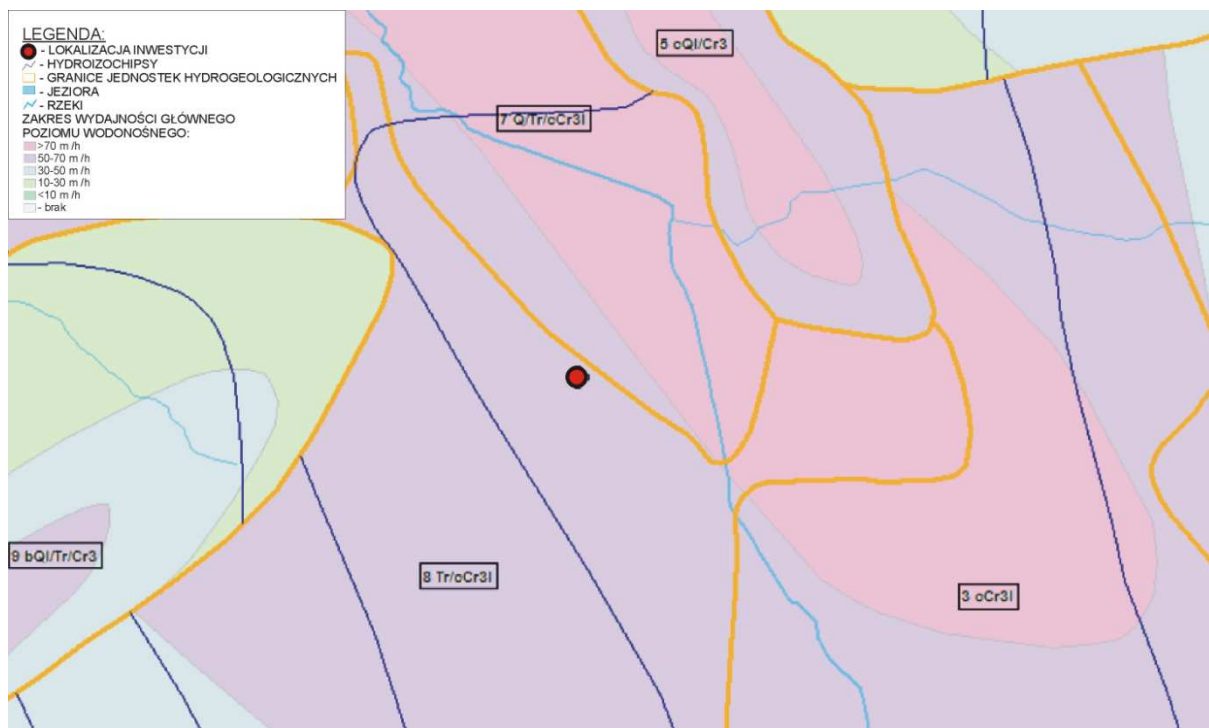 LEGENDA:
- LOKALIZACJA INWESTYCJI
- HYDROIZOCHIPSY
- GRANICE JEDNOSTEK HYDROGEOLOGICZNYCH
- JEZIORA
- RZEKI
ZAKRES WYDAJNOŚCI GŁÓWNEGO
POZIOMU WODONOŚNEGO:
>70 m /h
50-70 m /h
30-50 m /h
10-30 m /h
<10 m /h
- brak
5 cQI/Cr3
7 Q/Tr/cCr3I
9 bQI/Tr/Cr3
8 Tr/cCr3I
3 cCr3I